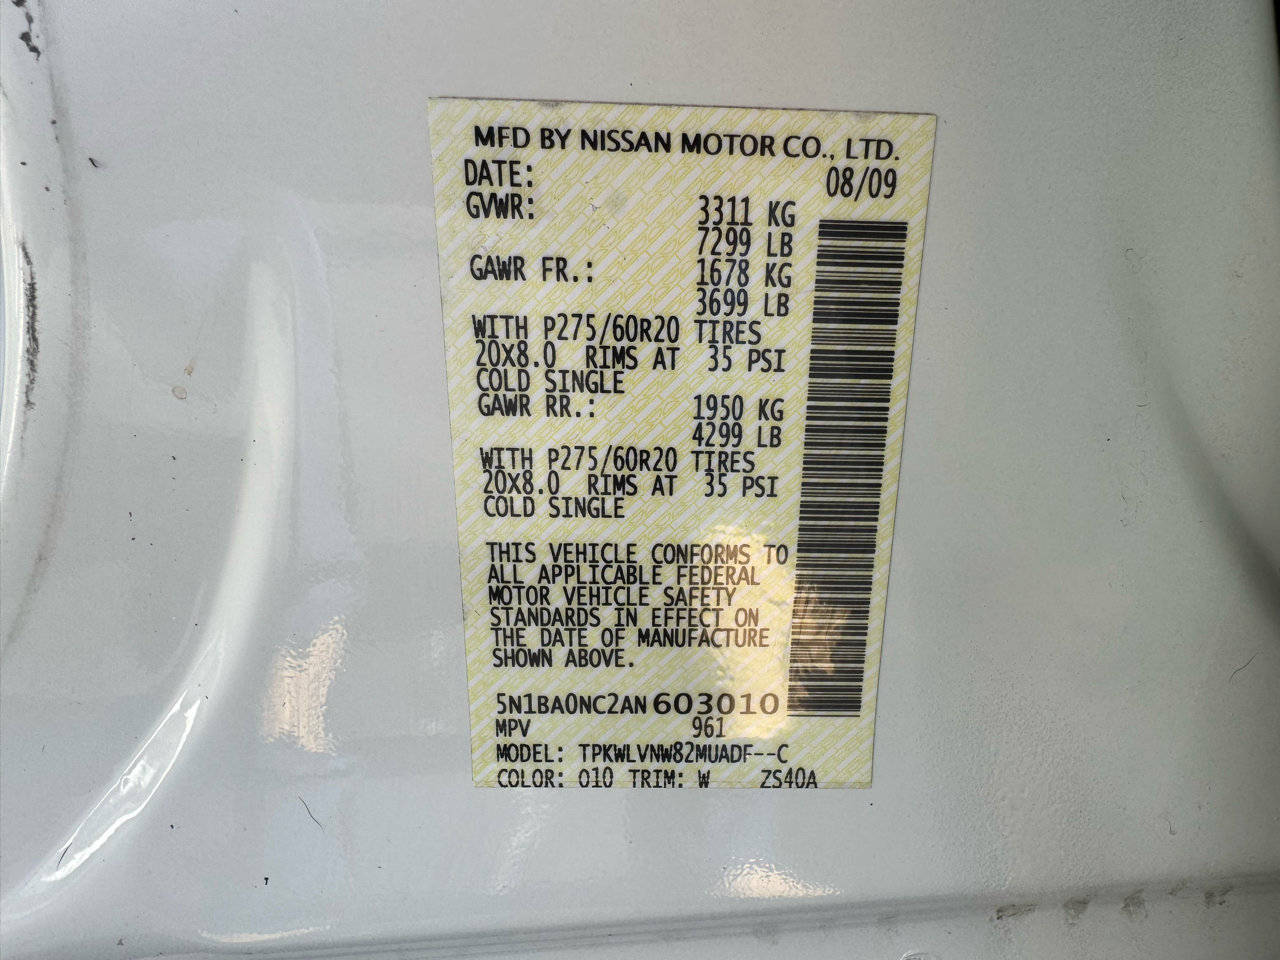 MFD BY NISSAN MOTOR CO., LTD.
DATE: 08/09
GVWR: 3311 KG
7299 LB
GAWR FR.: 1678 KG
3699 LB
WITH P275/60R20 TIRES
20X8.0 RIMS AT 35 PSI
COLD SINGLE
GAWR RR.: 1950 KG
4299 LB
WITH P275/60R20 TIRES
20X8.0 RIMS AT 35 PSI
COLD SINGLE
THIS VEHICLE CONFORMS TO
ALL APPLICABLE FEDERAL
MOTOR VEHICLE SAFETY
STANDARDS IN EFFECT ON
THE DATE OF MANUFACTURE
SHOWN ABOVE.
5N1BA0NC2AN603010
MPV 961
MODEL: TPKWLVNW82MUADF--C
COLOR: 010 TRIM: W ZS40A